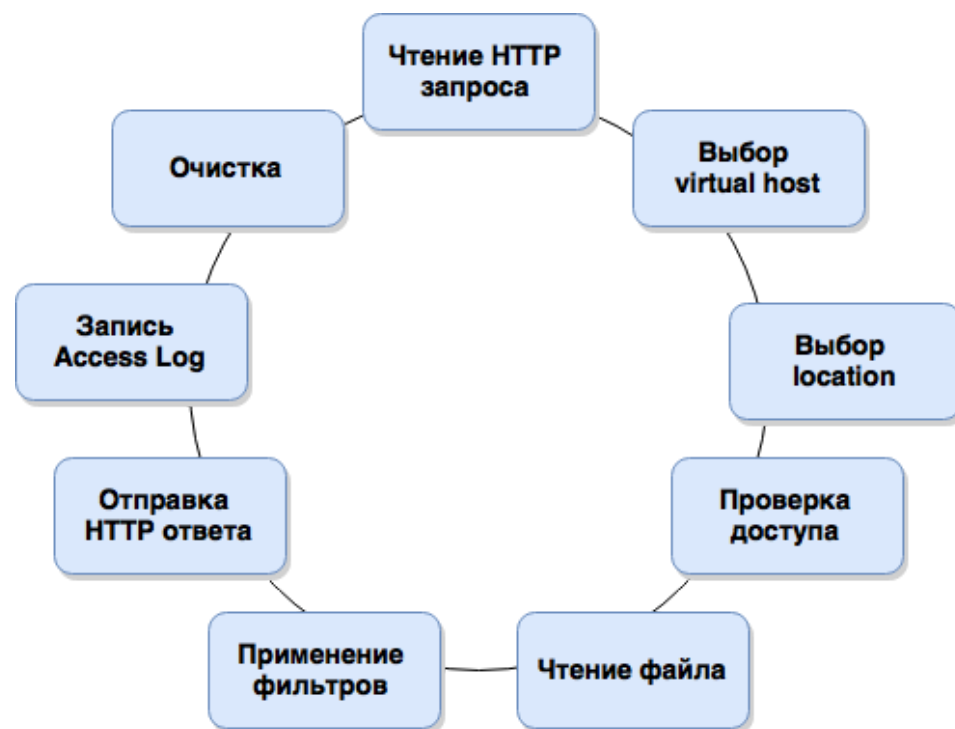 Чтение HTTP
запроса
Выбор
virtual host
Выбор
location
Проверка
доступа
Чтение файла
Применение
фильтров
Отправка
HTTP ответа
Запись
Access Log
Очистка